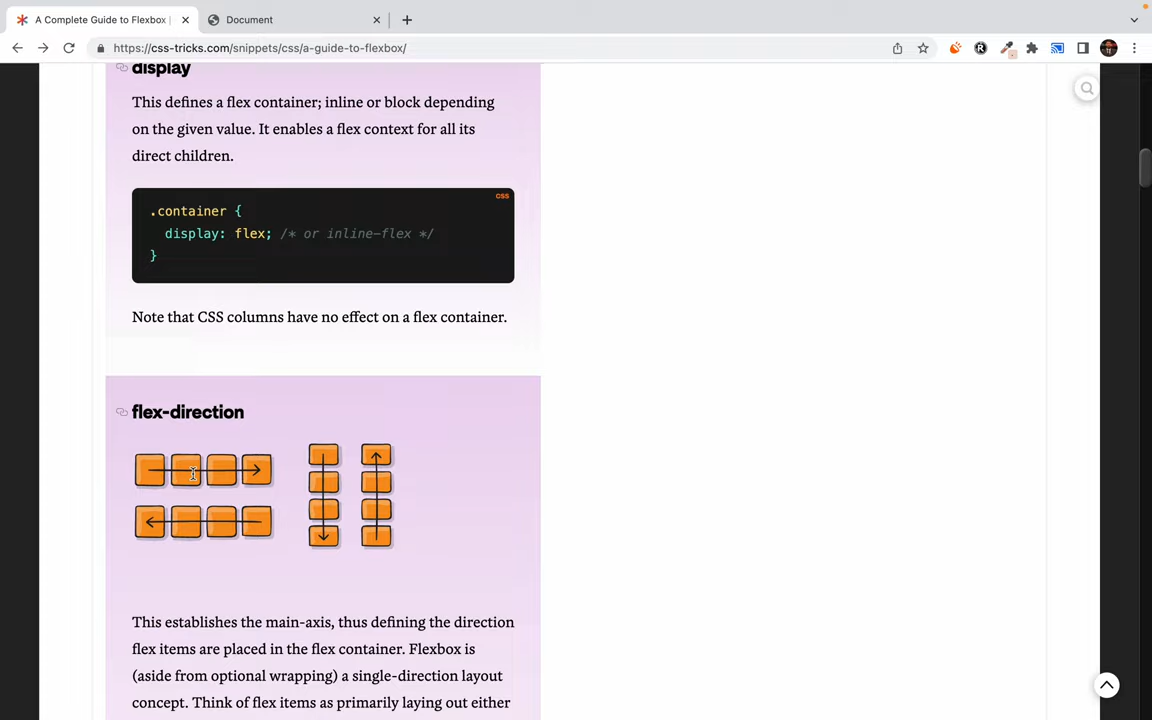 A Complete Guide to Flexbox |
Document
https://css-tricks.com/snippets/css/a-guide-to-flexbox/
display
This defines a flex container; inline or block depending
on the given value. It enables a flex context for all its
direct children.
css
.container {
display: flex; /* or inline-flex */
}
Note that CSS columns have no effect on a flex container.
flex-direction
This establishes the main-axis, thus defining the direction
flex items are placed in the flex container. Flexbox is
(aside from optional wrapping) a single-direction layout
concept. Think of flex items as primarily laying out either